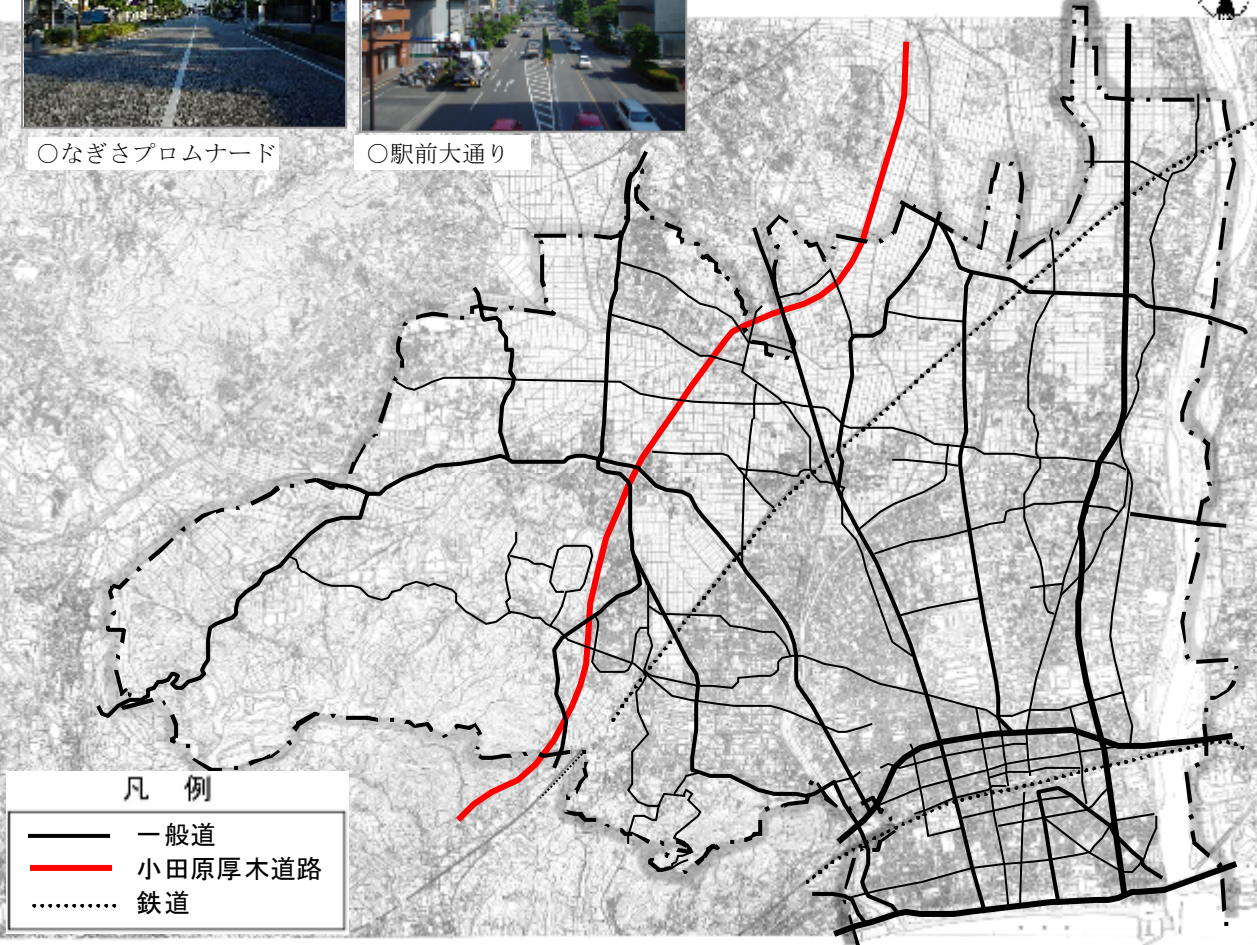 ○なぎさプロムナード
○駅前大通り
凡 例
一般道
小田原厚木道路
鉄道